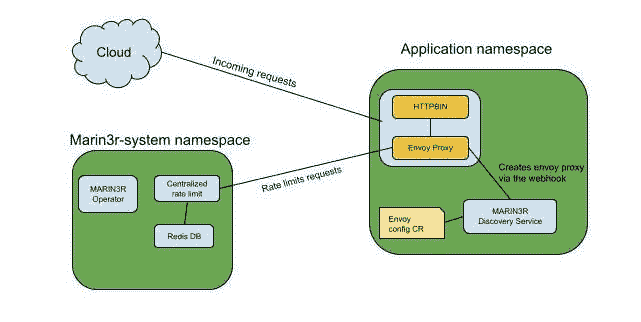 Cloud
Incoming requests
Application namespace
HTTPBIN
Envoy Proxy
Marin3r-system namespace
Rate limits requests
Creates envoy proxy
via the webhook
MARIN3R
Operator
Centralized
rate limit
Redis DB
Envoy
config CR
MARIN3R
Discovery Service